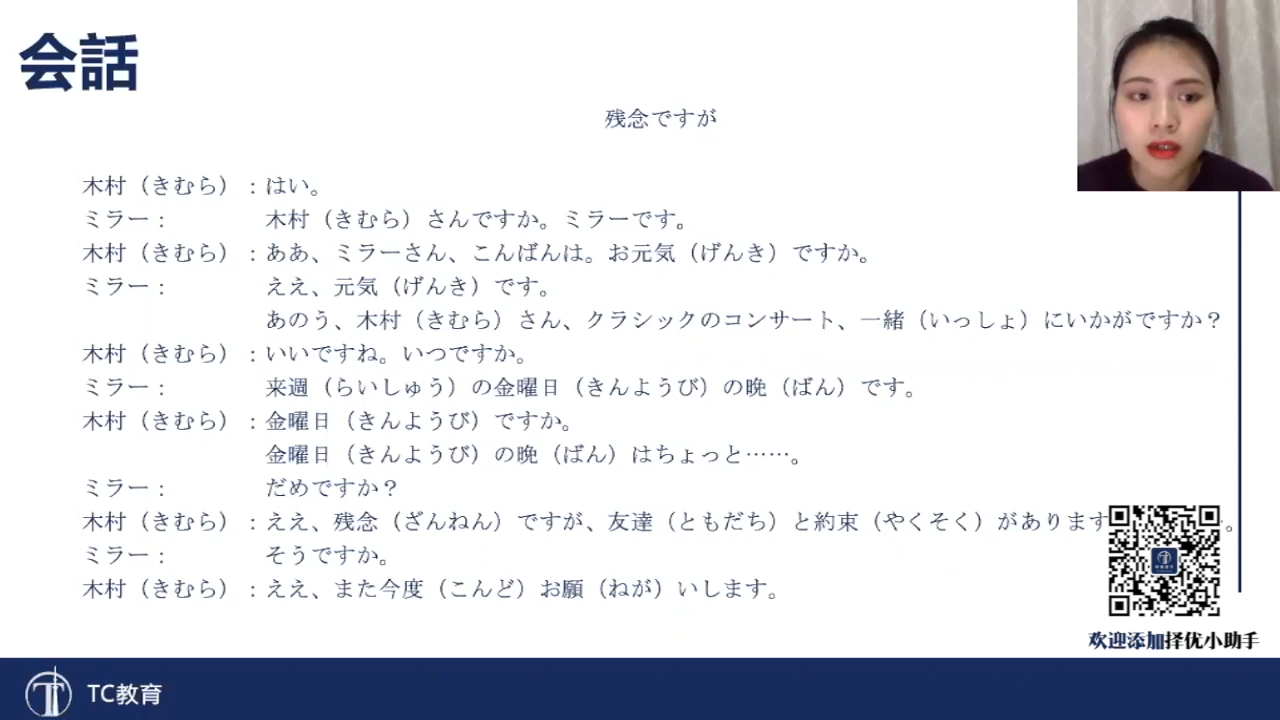 会話
残念ですが
木村（きむら）：はい。
ミラー：木村（きむら）さんですか。ミラーです。
木村（きむら）：ああ、ミラーさん、こんばんは。お元気（げんき）ですか。
ミラー：ええ、元気（げんき）です。
あのう、木村（きむら）さん、クラシックのコンサート、一緒（いっしょ）にいかがですか？
木村（きむら）：いいですね。いつですか。
ミラー：来週（らいしゅう）の金曜日（きんようび）の晩（ばん）です。
木村（きむら）：金曜日（きんようび）ですか。
金曜日（きんようび）の晩（ばん）はちょっと……。
ミラー：だめですか？
木村（きむら）：ええ、残念（ざんねん）ですが、友達（ともだち）と約束（やくそく）があります
ミラー：そうですか。
木村（きむら）：ええ、また今度（こんど）お願（ねが）いします。
欢迎添加择优小助手
TC教育